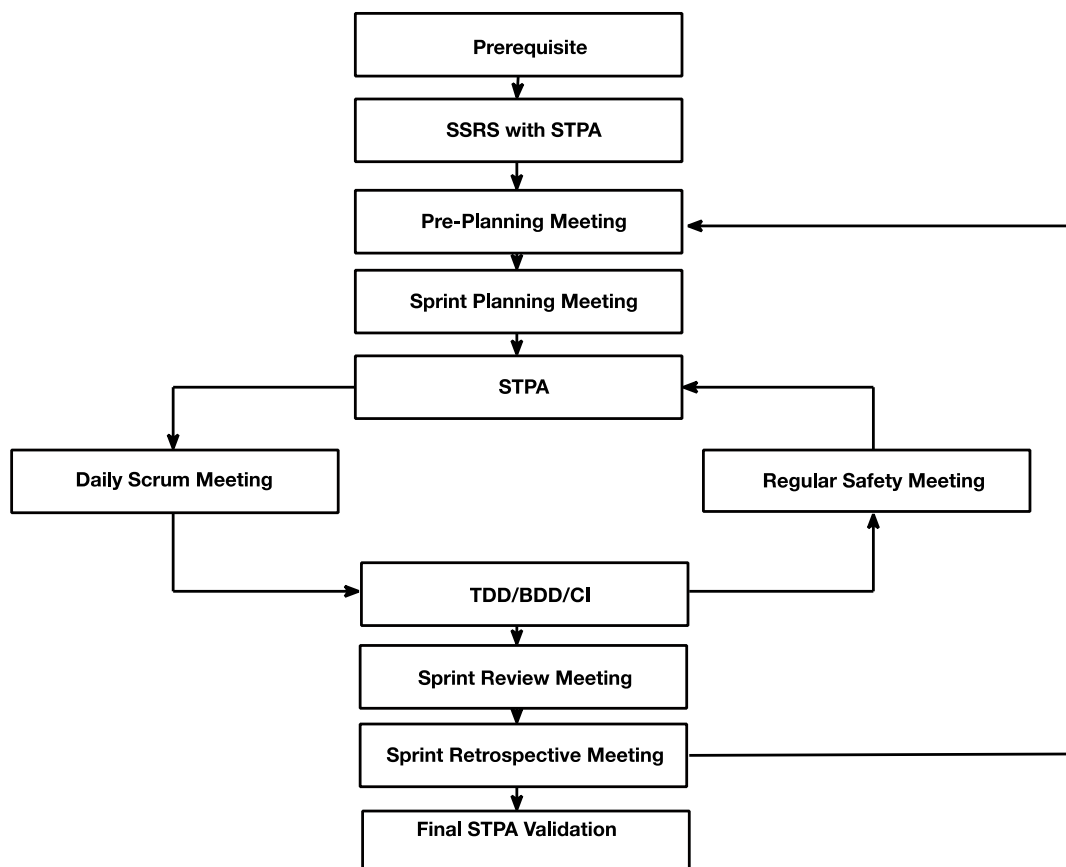 Prerequisite
SSRS with STPA
Pre-Planning Meeting
Sprint Planning Meeting
STPA
Daily Scrum Meeting
Regular Safety Meeting
TDD/BDD/CI
Sprint Review Meeting
Sprint Retrospective Meeting
Final STPA Validation